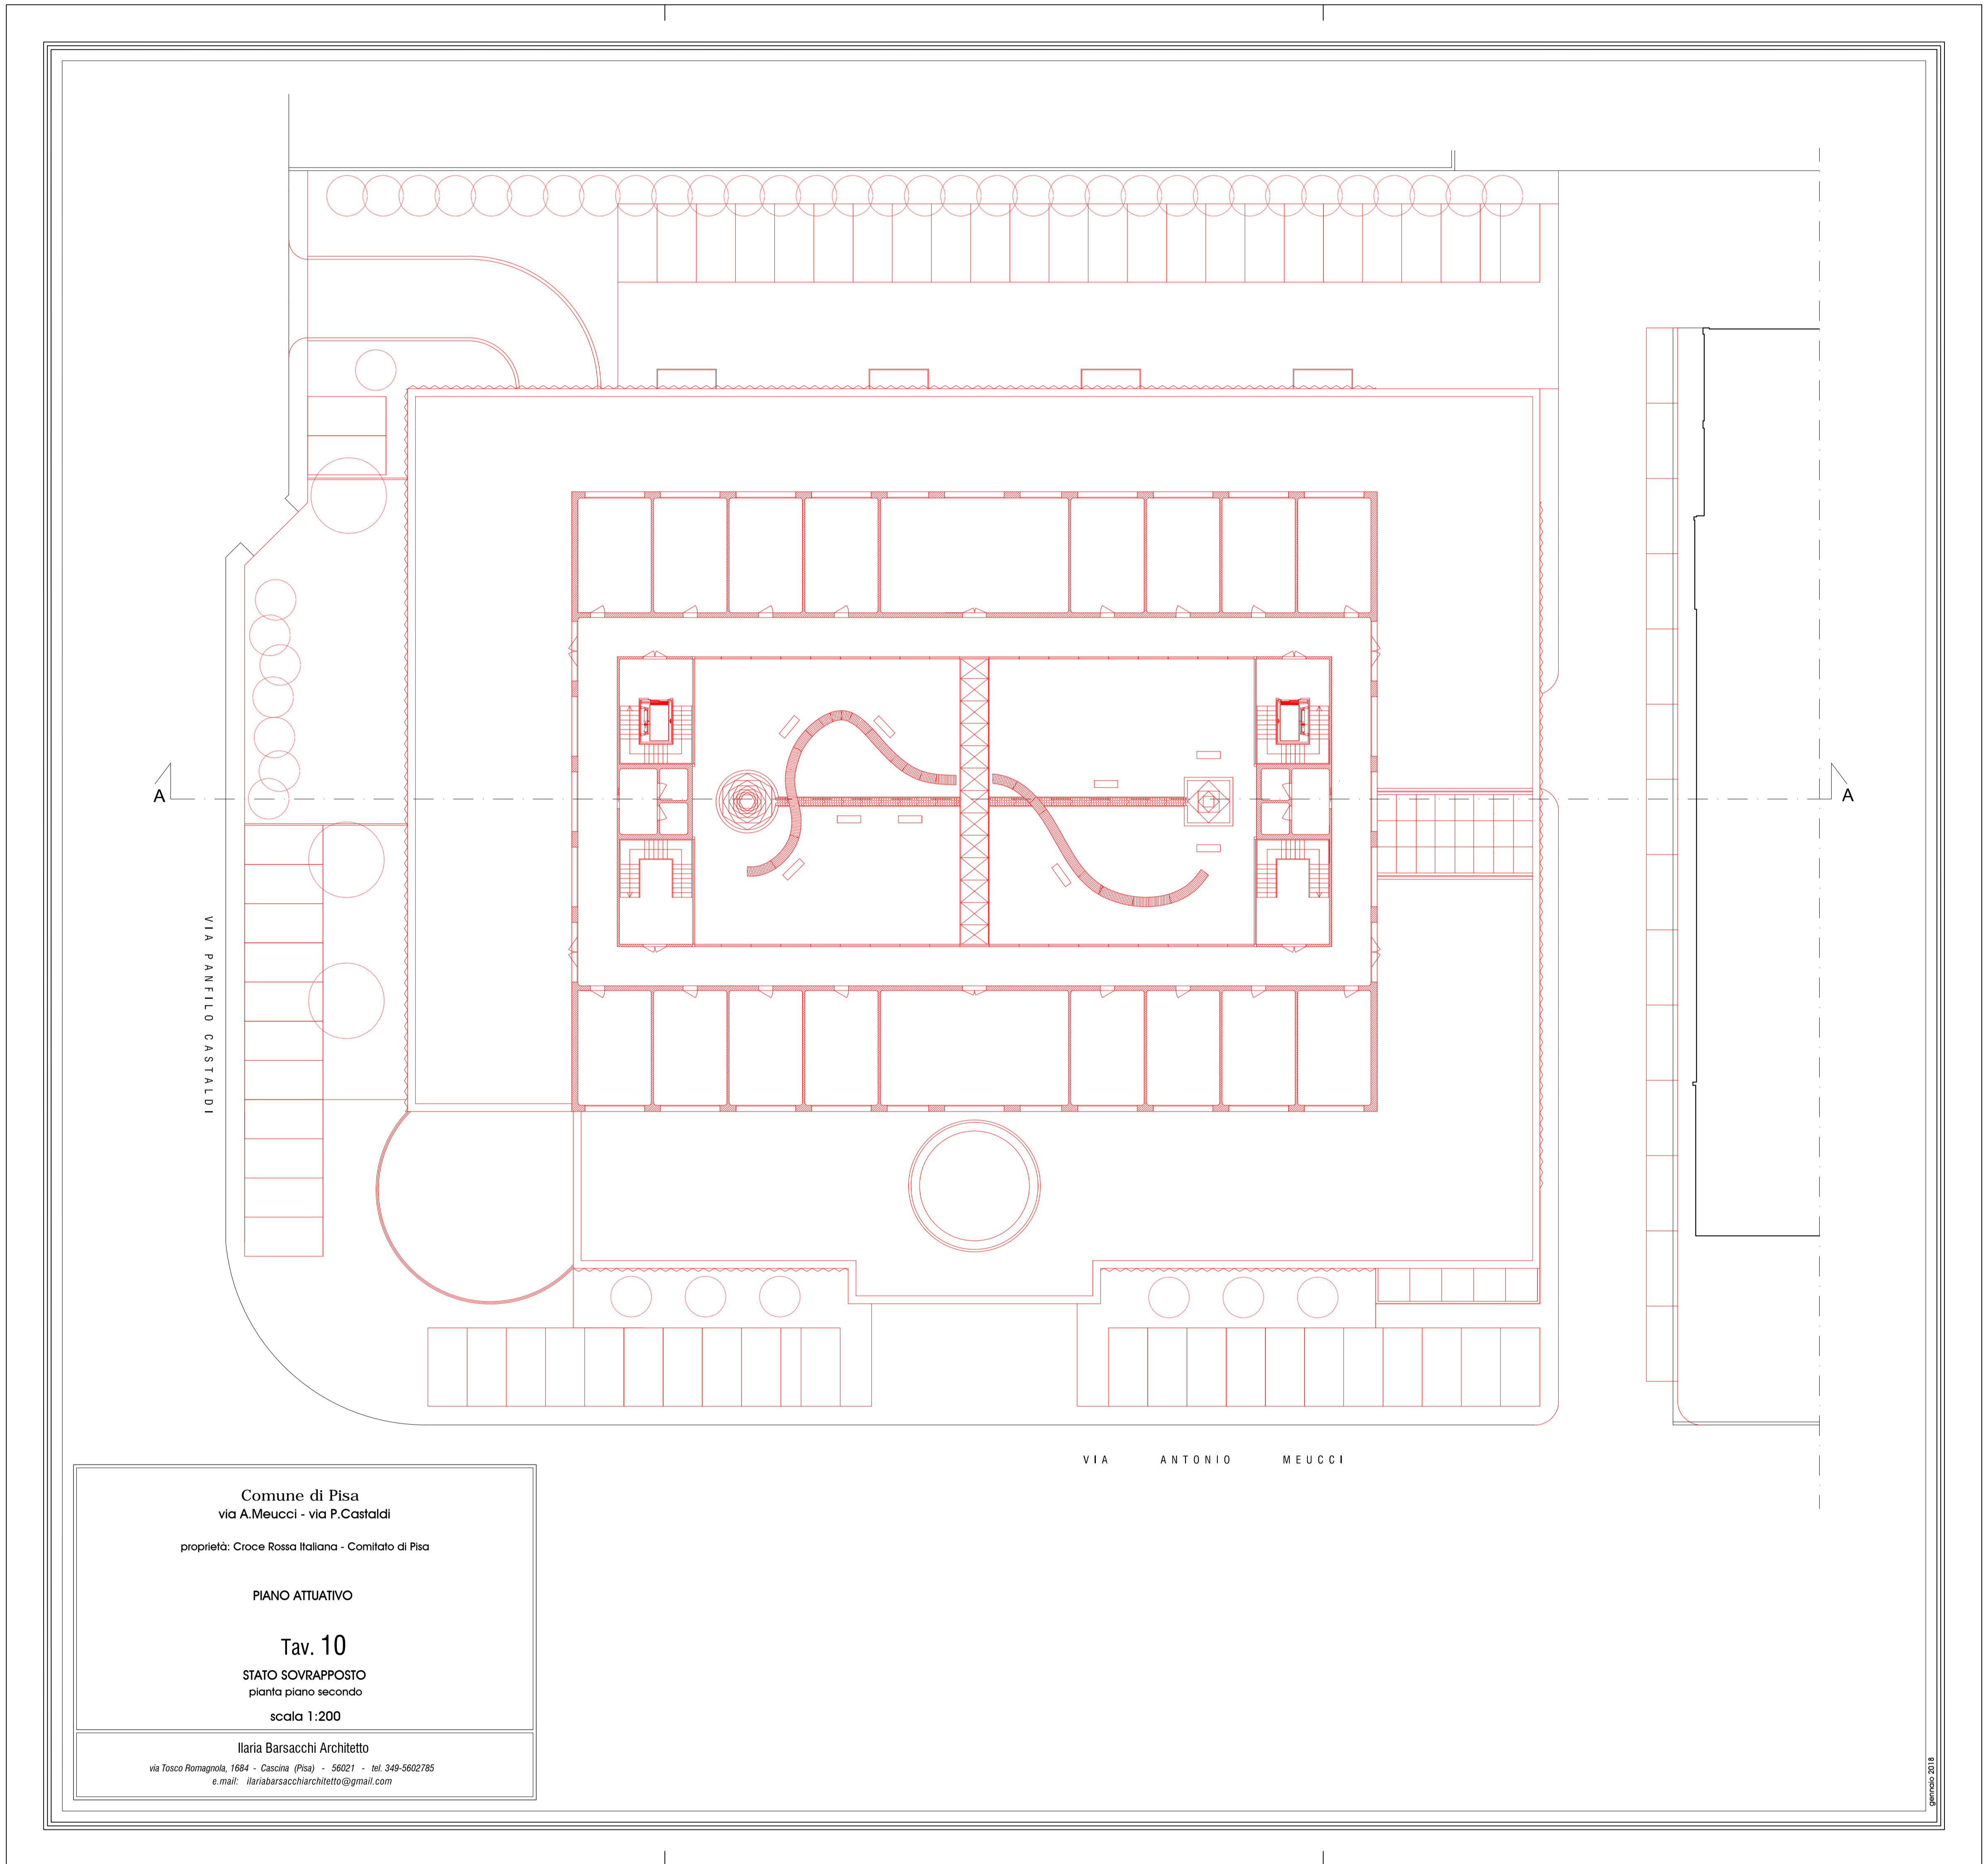 A
A
VIA PANFILO CASTALDI
VIA ANTONIO MEUCCI
Comune di Pisa
via A.Meucci - via P.Castaldi
proprietà: Croce Rossa Italiana - Comitato di Pisa
PIANO ATTUATIVO
Tav. 10
STATO SOVRAPPOSTO
pianta piano secondo
scala 1:200
Ilaria Barsacchi Architetto
via Tosco Romagnola, 1684 - Cascina (Pisa) - 56021 - tel. 349-5602785
e.mail: ilariabarsacchiarchitetto@gmail.com
gennaio 2018